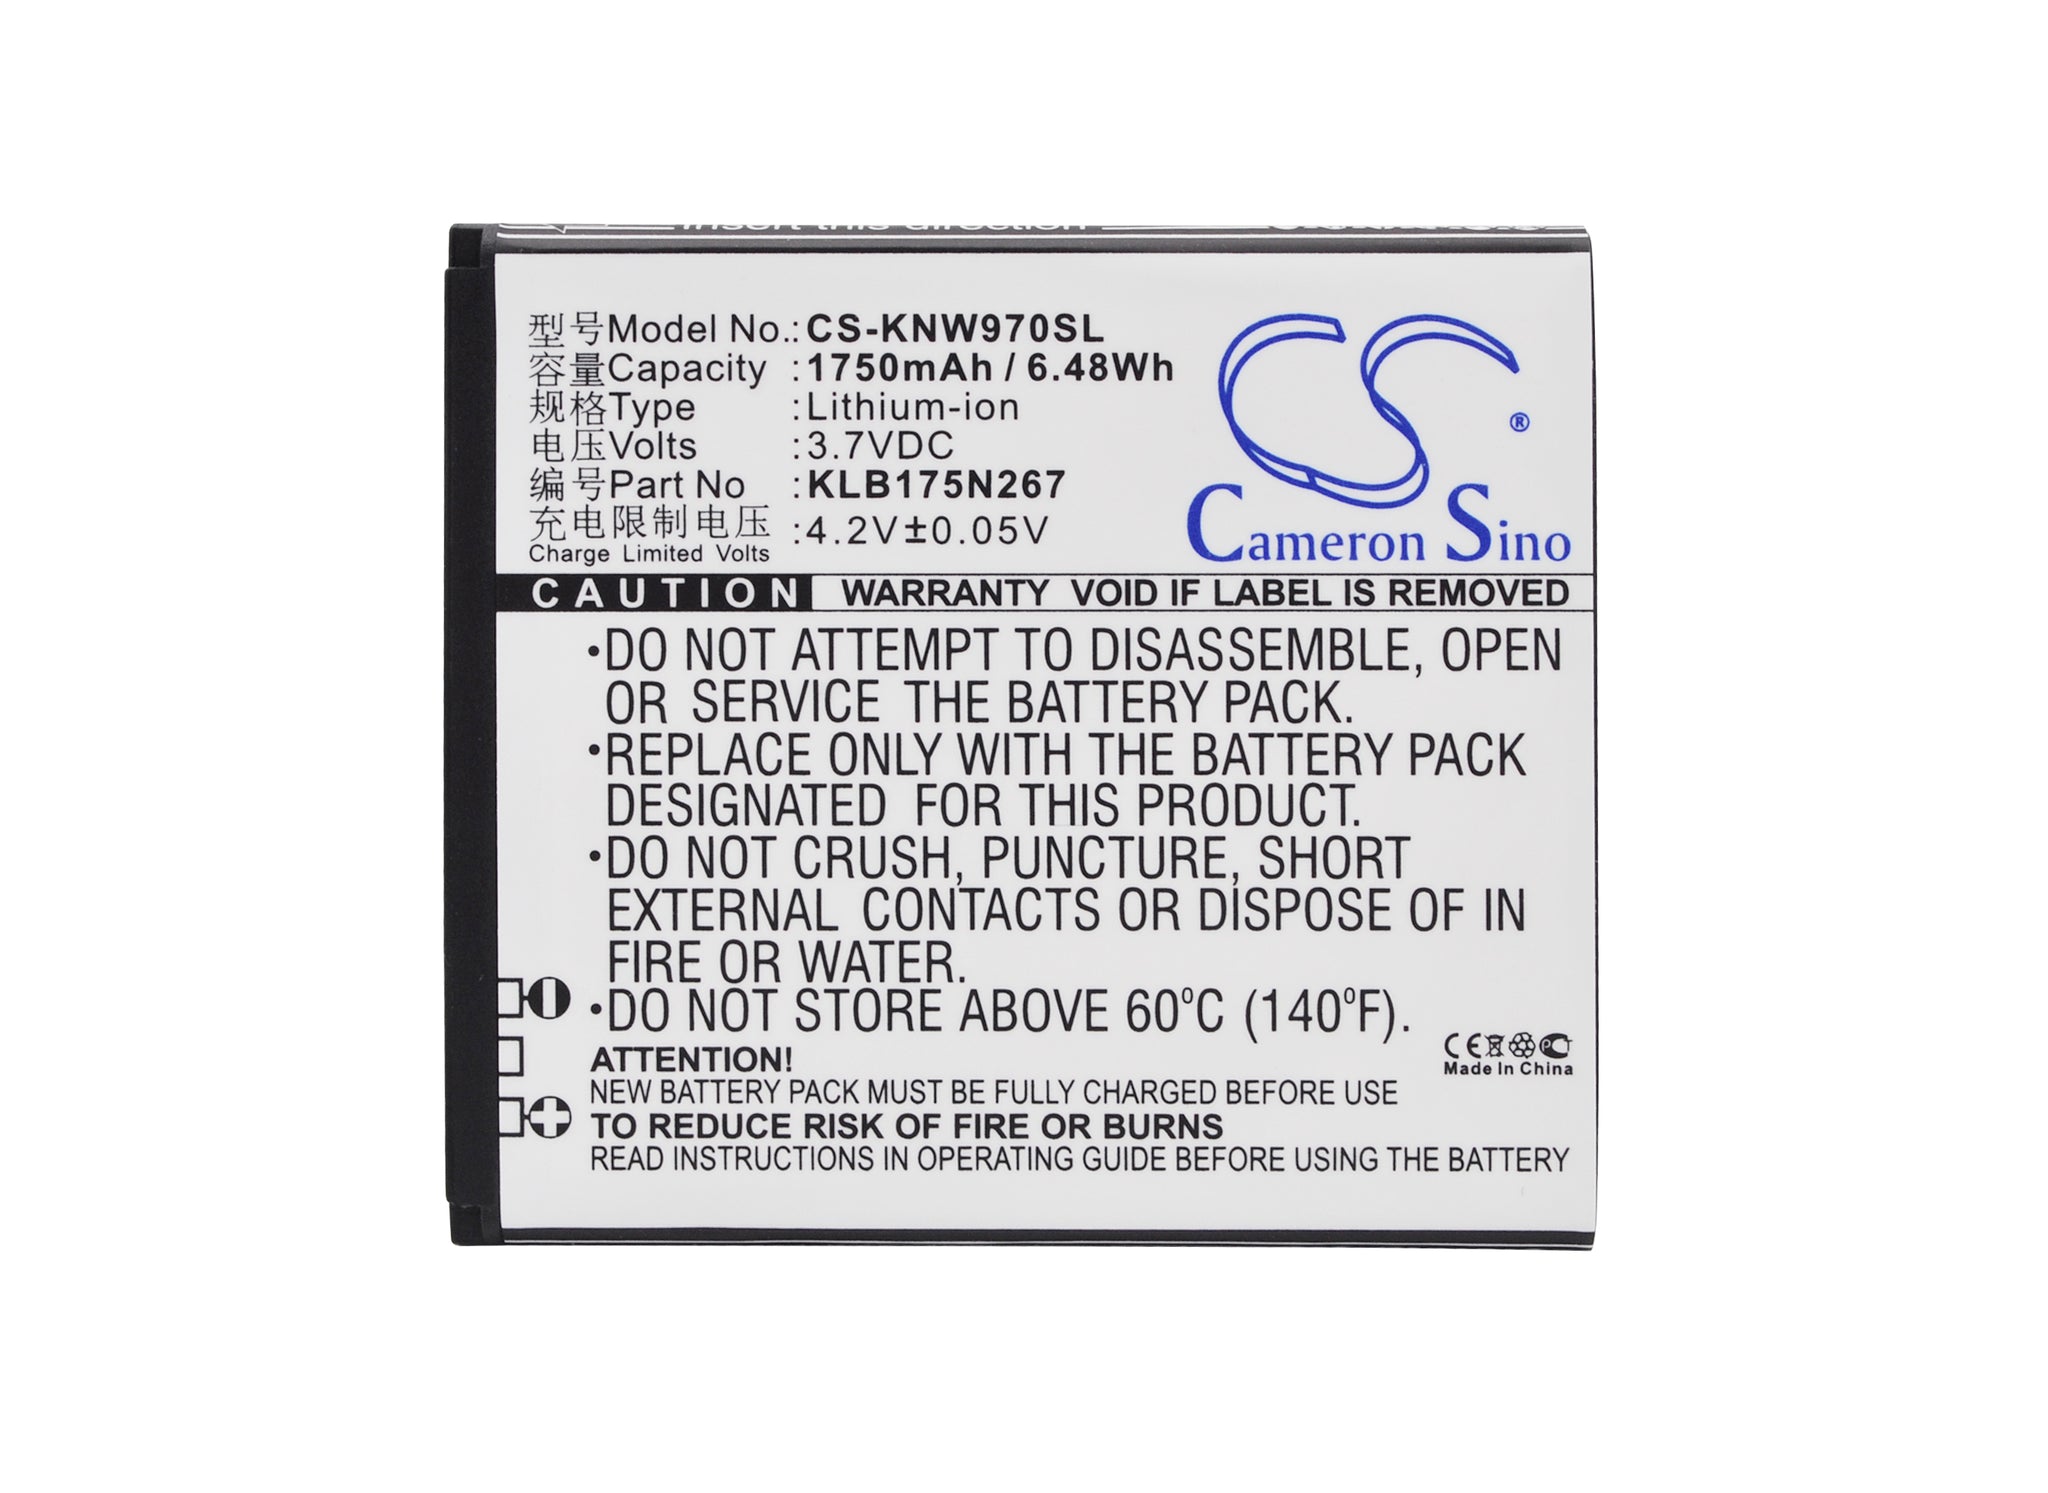 Insert this direction
型号Model No.: CS-KNW970SL
容量Capacity : 1750mAh / 6.48Wh
规格Type : Lithium-ion
电压Volts : 3.7VDC
编号Part No : KLB175N267
充电限制电压 : 4.2V±0.05V
Charge Limited Volts
®
Cameron Sino
CAUTION WARRANTY VOID IF LABEL IS REMOVED
•DO NOT ATTEMPT TO DISASSEMBLE, OPEN
OR SERVICE THE BATTERY PACK.
•REPLACE ONLY WITH THE BATTERY PACK
DESIGNATED FOR THIS PRODUCT.
•DO NOT CRUSH, PUNCTURE, SHORT
EXTERNAL CONTACTS OR DISPOSE OF IN
FIRE OR WATER.
•DO NOT STORE ABOVE 60°C (140°F).
ATTENTION!
NEW BATTERY PACK MUST BE FULLY CHARGED BEFORE USE
TO REDUCE RISK OF FIRE OR BURNS
READ INSTRUCTIONS IN OPERATING GUIDE BEFORE USING THE BATTERY
CE
Made In China